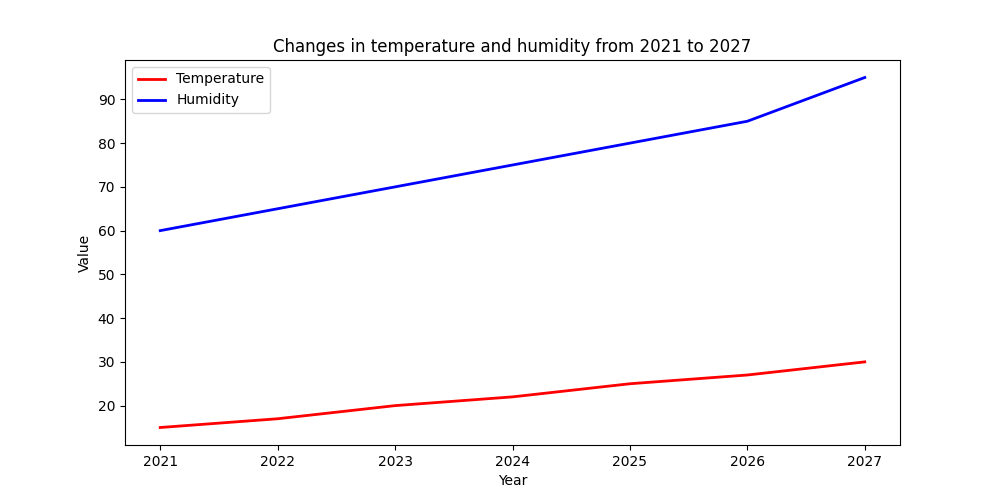 Changes in temperature and humidity from 2021 to 2027
Temperature
Humidity
90
80
70
60
50
40
30
20
Value
2021 2022 2023 2024 2025 2026 2027
Year